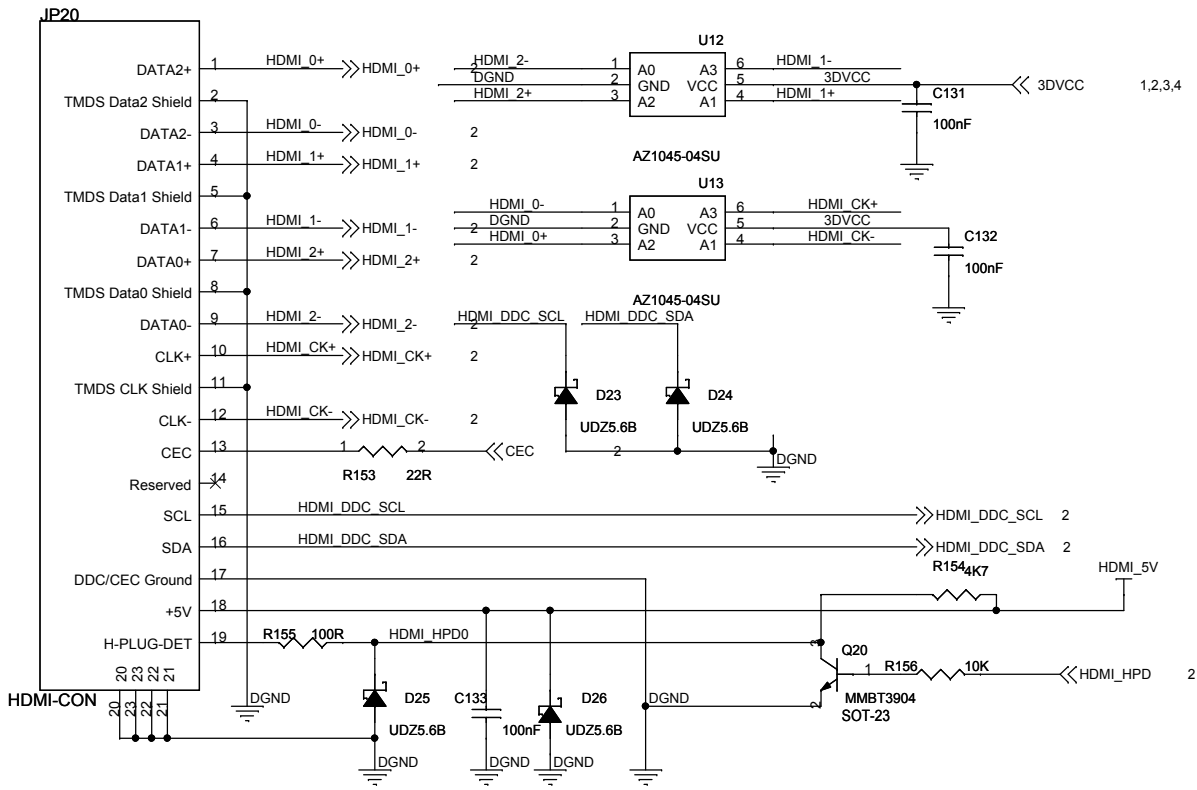 JP20
DATA2+ 1 HDMI_0+ HDMI_0+ 2
TMDS Data2 Shield 2
DATA2- 3 HDMI_0- HDMI_0- 2
DATA1+ 4 HDMI_1+ HDMI_1+ 2
TMDS Data1 Shield 5
DATA1- 6 HDMI_1- HDMI_1- 2
DATA0+ 7 HDMI_2+ HDMI_2+ 2
TMDS Data0 Shield 8
DATA0- 9 HDMI_2- HDMI_2- 2
CLK+ 10 HDMI_CK+ HDMI_CK+ 2
TMDS CLK Shield 11
CLK- 12 HDMI_CK- HDMI_CK- 2
CEC 13 1 2 CEC 2
R153 22R
Reserved 14
SCL 15 HDMI_DDC_SCL HDMI_DDC_SCL 2
SDA 16 HDMI_DDC_SDA HDMI_DDC_SDA 2
DDC/CEC Ground 17
+5V 18
H-PLUG-DET 19 R155 100R HDMI_HPD0
20 23 22 21
20 23 22 21
HDMI-CON
DGND
U12
HDMI_2- 1 A0 A3 6 HDMI_1-
DGND 2 GND VCC 5 3DVCC
HDMI_2+ 3 A2 A1 4 HDMI_1+
AZ1045-04SU
3DVCC 1,2,3,4
C131
100nF
U13
HDMI_0- 1 A0 A3 6 HDMI_CK+
DGND 2 GND VCC 5 3DVCC
HDMI_0+ 3 A2 A1 4 HDMI_CK-
AZ1045-04SU
C132
100nF
HDMI_DDC_SCL HDMI_DDC_SDA
D23 D24
UDZ5.6B UDZ5.6B
DGND
R154 4K7
HDMI_5V
3
Q20
1 R156 10K HDMI_HPD 2
MMBT3904
SOT-23
2
DGND
D25
UDZ5.6B
DGND
C133
100nF
D26
UDZ5.6B
DGND